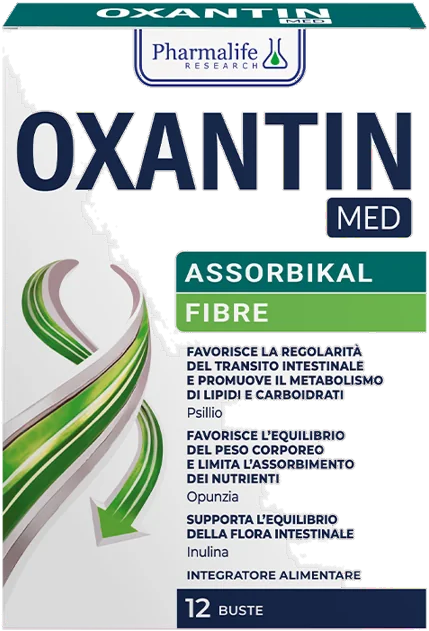 OXANTIN
MED
Pharmalife
RESEARCH
OXANTIN
MED
ASSORBIKAL
FIBRE
FAVORISCE LA REGOLARITÀ
DEL TRANSITO INTESTINALE
E PROMUOVE IL METABOLISMO
DI LIPIDI E CARBOIDRATI
Psillio
FAVORISCE L'EQUILIBRIO
DEL PESO CORPOREO
E LIMITA L'ASSORBIMENTO
DEI NUTRIENTI
Opunzia
SUPPORTA L'EQUILIBRIO
DELLA FLORA INTESTINALE
Inulina
INTEGRATORE ALIMENTARE
12 BUSTE